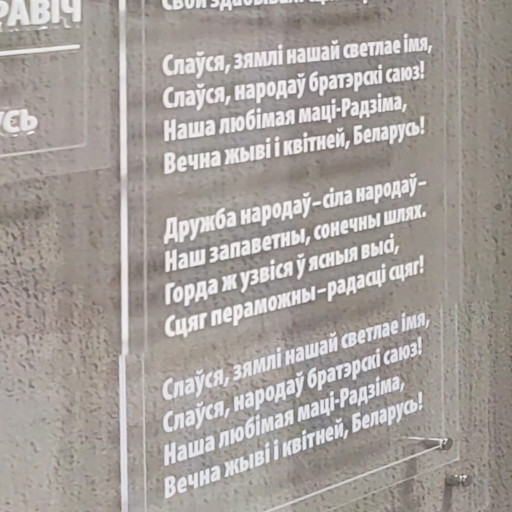 РАВІЧ
Слаўся, зямлі нашай светлае імя,
Слаўся, народаў братэрскі саюз!
Наша любімая маці-Радзіма,
Вечна жыві і квітней, Беларусь!
Дружба народаў–сіла народаў–
Наш запаветны, сонечны шлях.
Горда ж узвіся ў ясныя высі,
Сцяг пераможны–радасці сцяг!
Слаўся, зямлі нашай светлае імя,
Слаўся, народаў братэрскі саюз!
Наша любімая маці-Радзіма,
Вечна жыві і квітней, Беларусь!